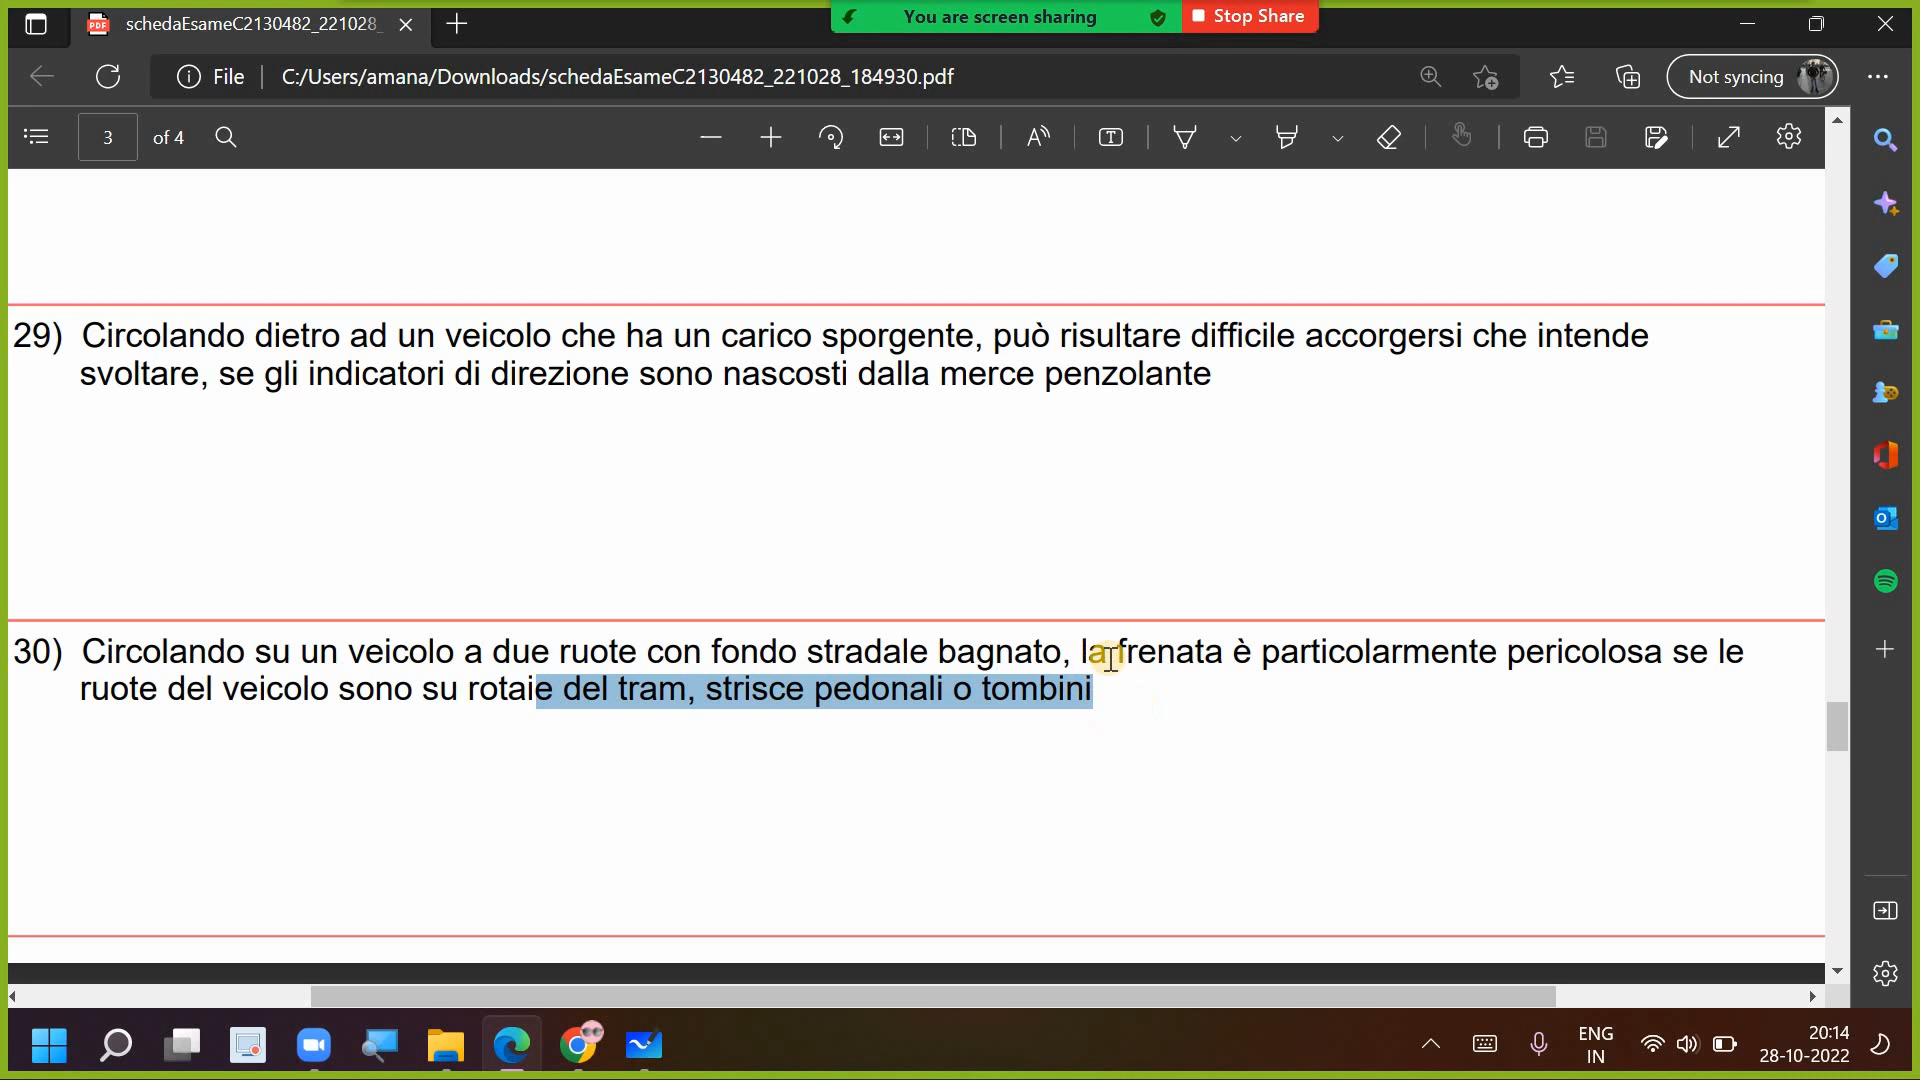 schedaEsameC2130482_221028_
You are screen sharing
Stop Share
File
C:/Users/amana/Downloads/schedaEsameC2130482_221028_184930.pdf
Not syncing
3 of 4
29) Circolando dietro ad un veicolo che ha un carico sporgente, può risultare difficile accorgersi che intende
svoltare, se gli indicatori di direzione sono nascosti dalla merce penzolante
30) Circolando su un veicolo a due ruote con fondo stradale bagnato, la frenata è particolarmente pericolosa se le
ruote del veicolo sono su rotaie del tram, strisce pedonali o tombini
ENG
IN
20:14
28-10-2022